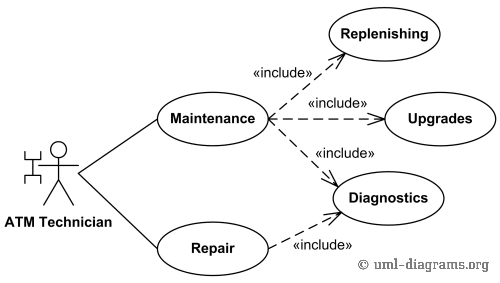 Replenishing
«include»
Maintenance
«include»
Upgrades
«include»
ATM Technician
Diagnostics
Repair
«include»
© uml-diagrams.org